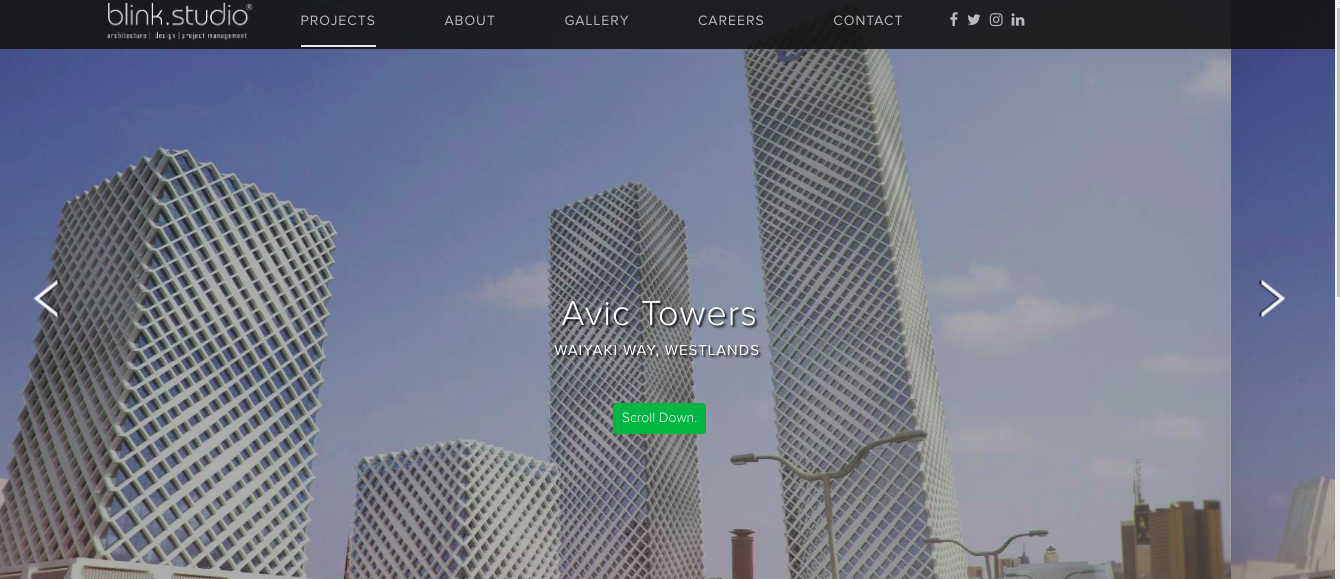 blink.studio®
architecture | design | project management
PROJECTS ABOUT GALLERY CAREERS CONTACT
Avic Towers
WAIYAKI WAY, WESTLANDS
Scroll Down.